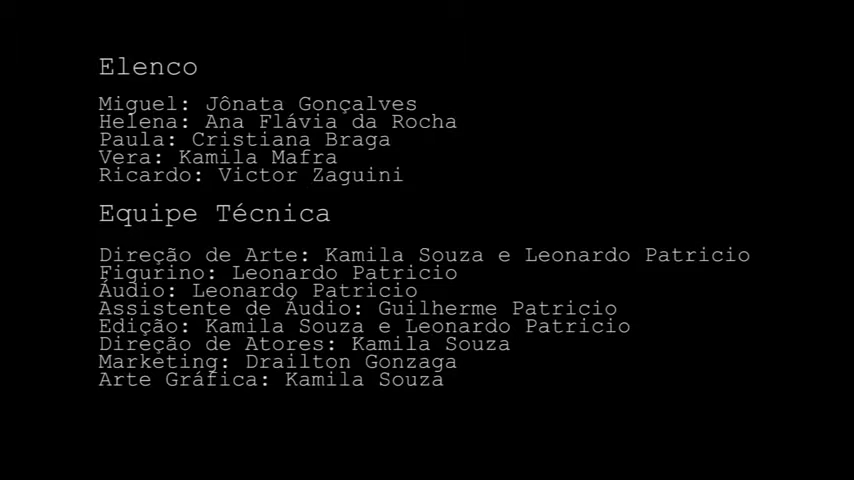 Elenco
Miguel: Jônata Gonçalves
Helena: Ana Flávia da Rocha
Paula: Cristiana Braga
Vera: Kamila Mafra
Ricardo: Victor Zaguini
Equipe Técnica
Direção de Arte: Kamila Souza e Leonardo Patricio
Figurino: Leonardo Patricio
Áudio: Leonardo Patricio
Assistente de Áudio: Guilherme Patricio
Edição: Kamila Souza e Leonardo Patricio
Direção de Atores: Kamila Souza
Marketing: Drailton Gonzaga
Arte Gráfica: Kamila Souza